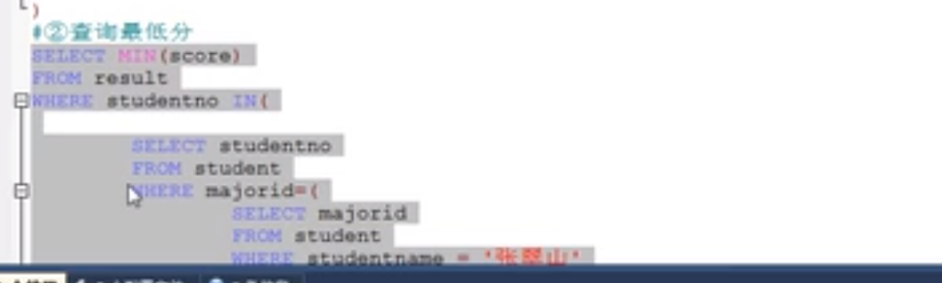 )
#②查询最低分
SELECT MIN(score)
FROM result
WHERE studentno IN(
SELECT studentno
FROM student
WHERE majorid=(
SELECT majorid
FROM student
WHERE studentname = '张翠山'